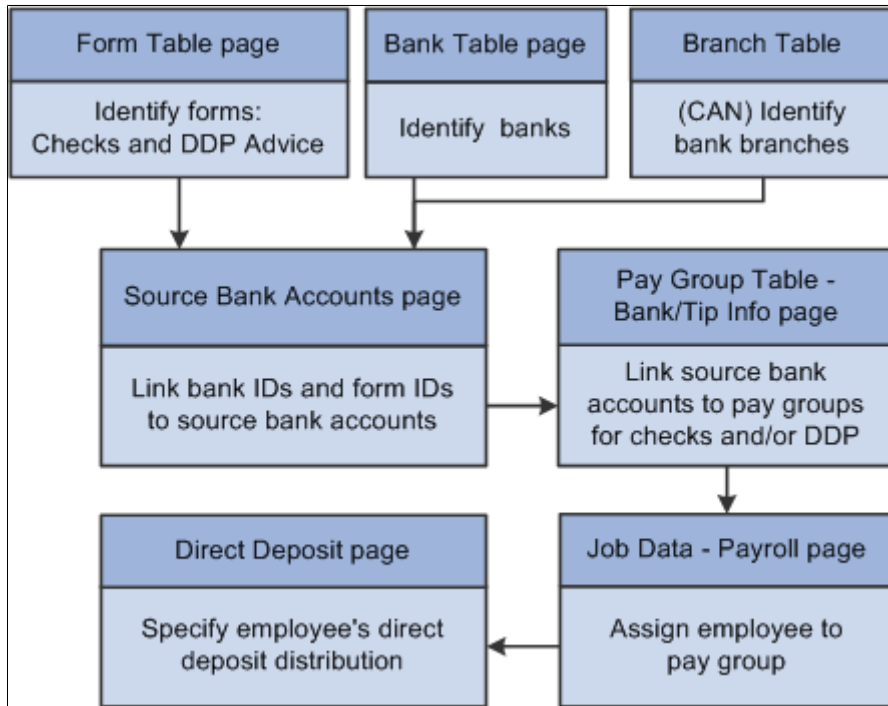 Form Table page
Identify forms:
Checks and DDP Advice
Bank Table page
Identify banks
Branch Table
(CAN) Identify
bank branches
Source Bank Accounts page
Link bank IDs and form IDs
to source bank accounts
Pay Group Table -
Bank/Tip Info page
Link source bank
accounts to pay groups
for checks and/or DDP
Job Data - Payroll page
Assign employee to
pay group
Direct Deposit page
Specify employee's direct
deposit distribution